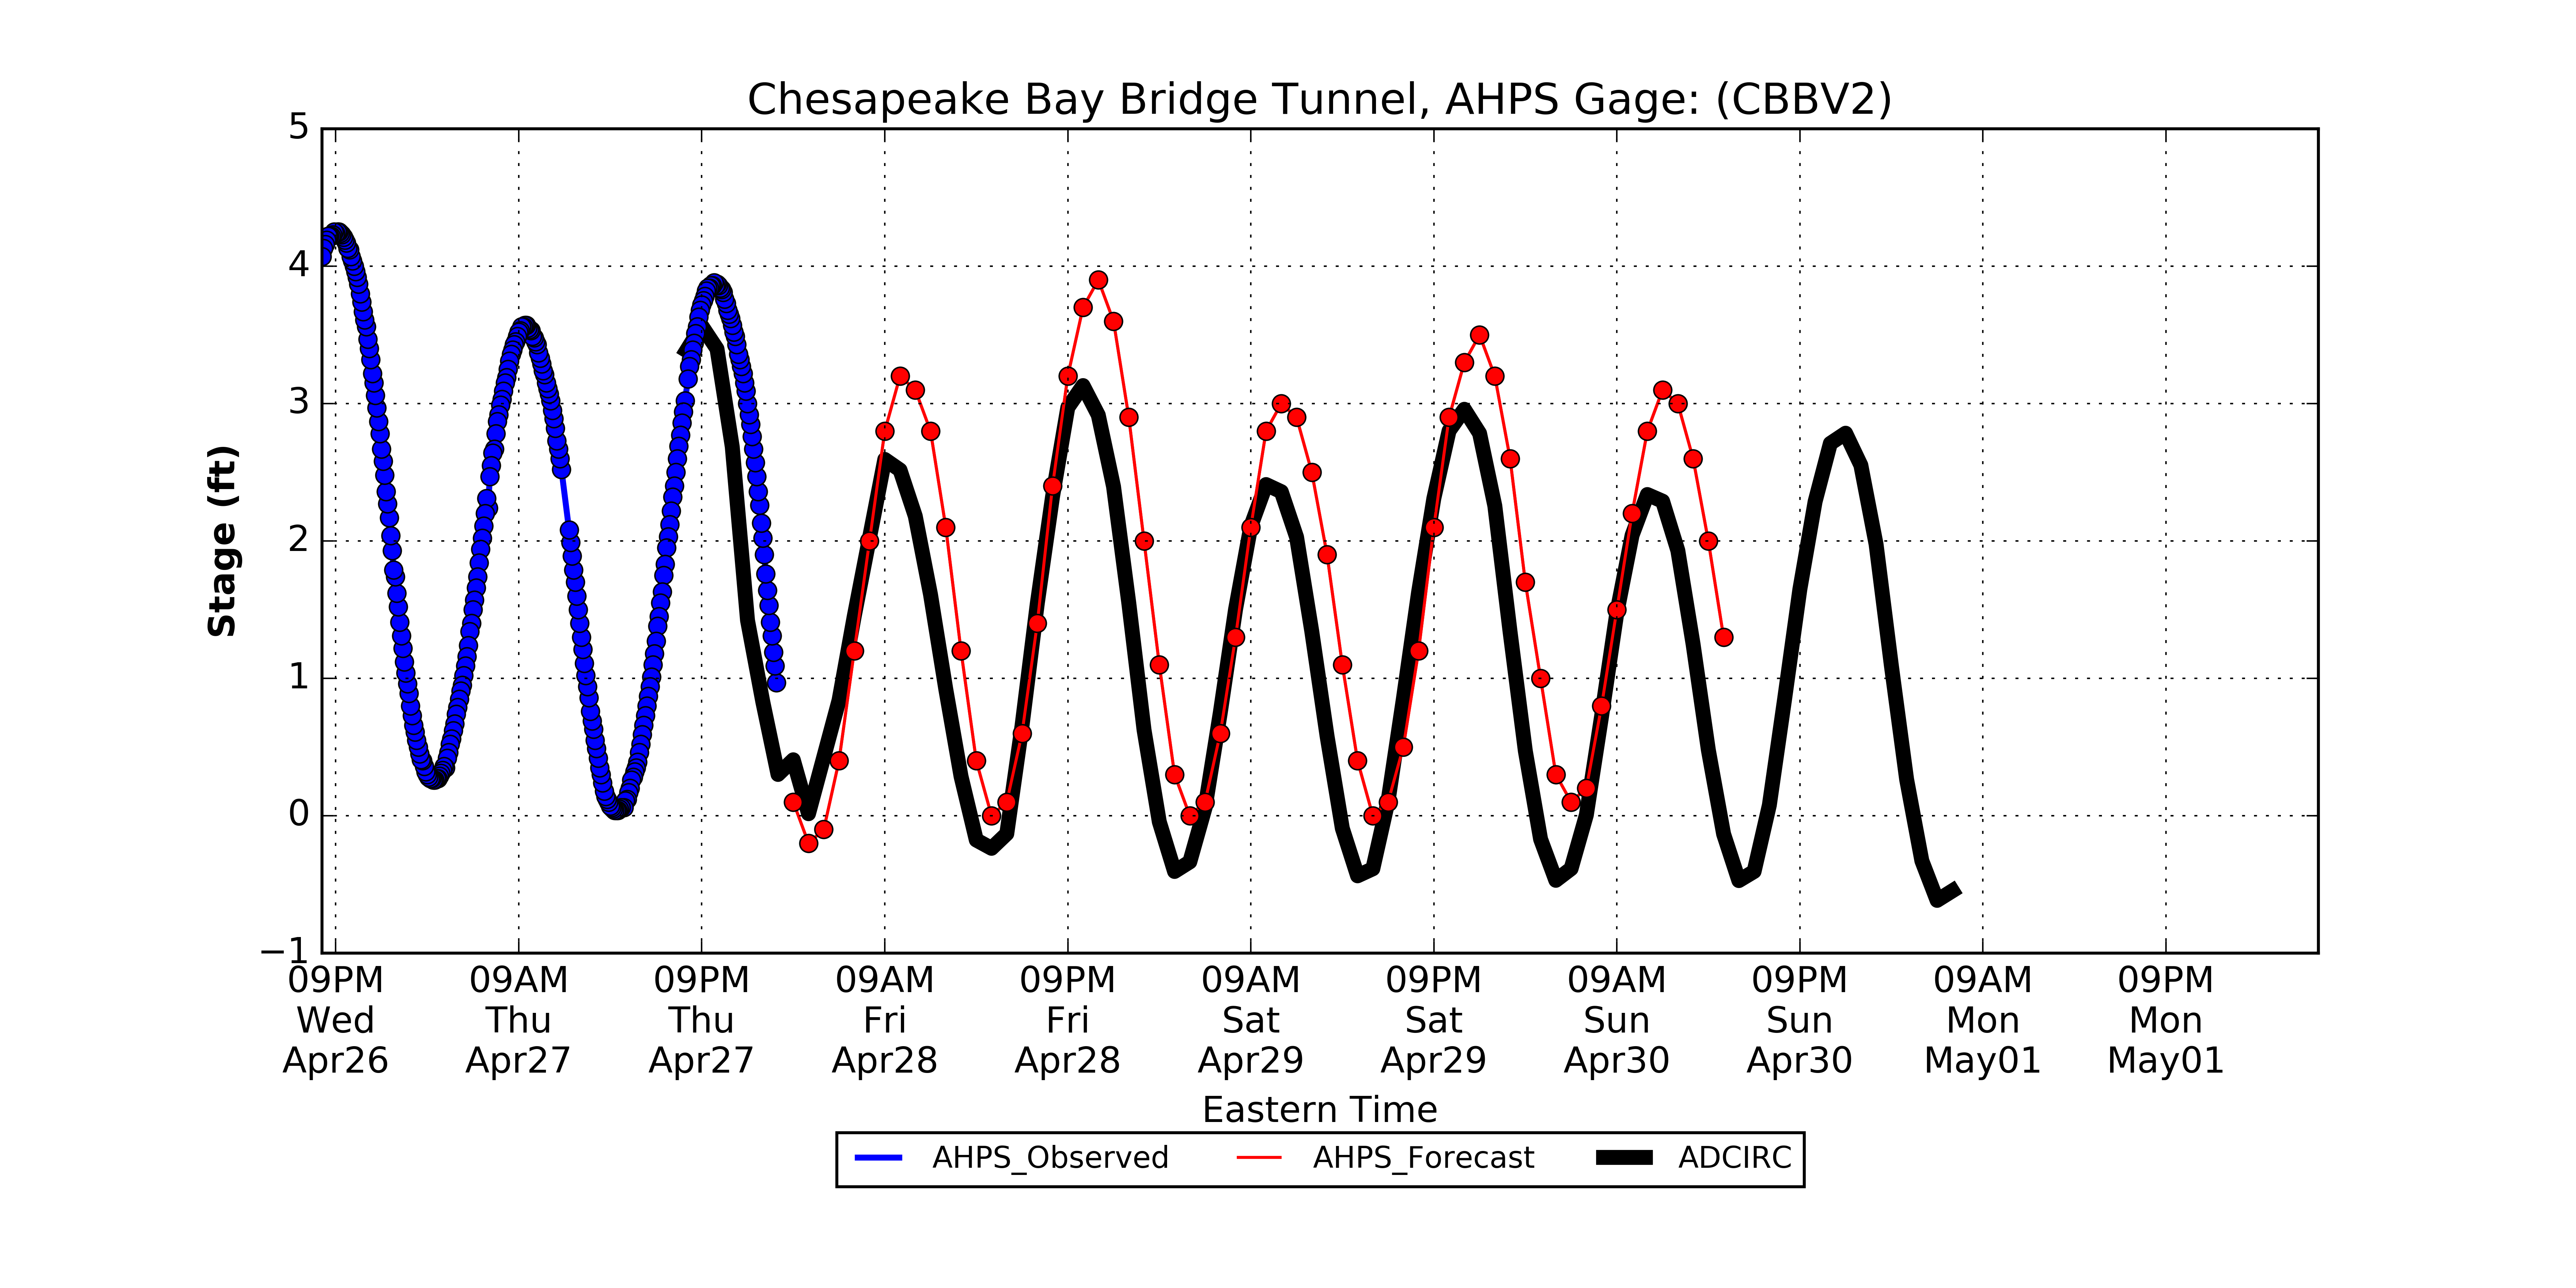 Chesapeake Bay Bridge Tunnel, AHPS Gage: (CBBV2)
5
4
3
2
1
0
−1
Stage (ft)
09PM 09AM 09PM 09AM 09PM 09AM 09PM 09AM 09PM 09AM 09PM
Wed Thu Thu Fri Fri Sat Sat Sun Sun Mon Mon
Apr26 Apr27 Apr27 Apr28 Apr28 Apr29 Apr29 Apr30 Apr30 May01 May01
Eastern Time
AHPS_Observed AHPS_Forecast ADCIRC